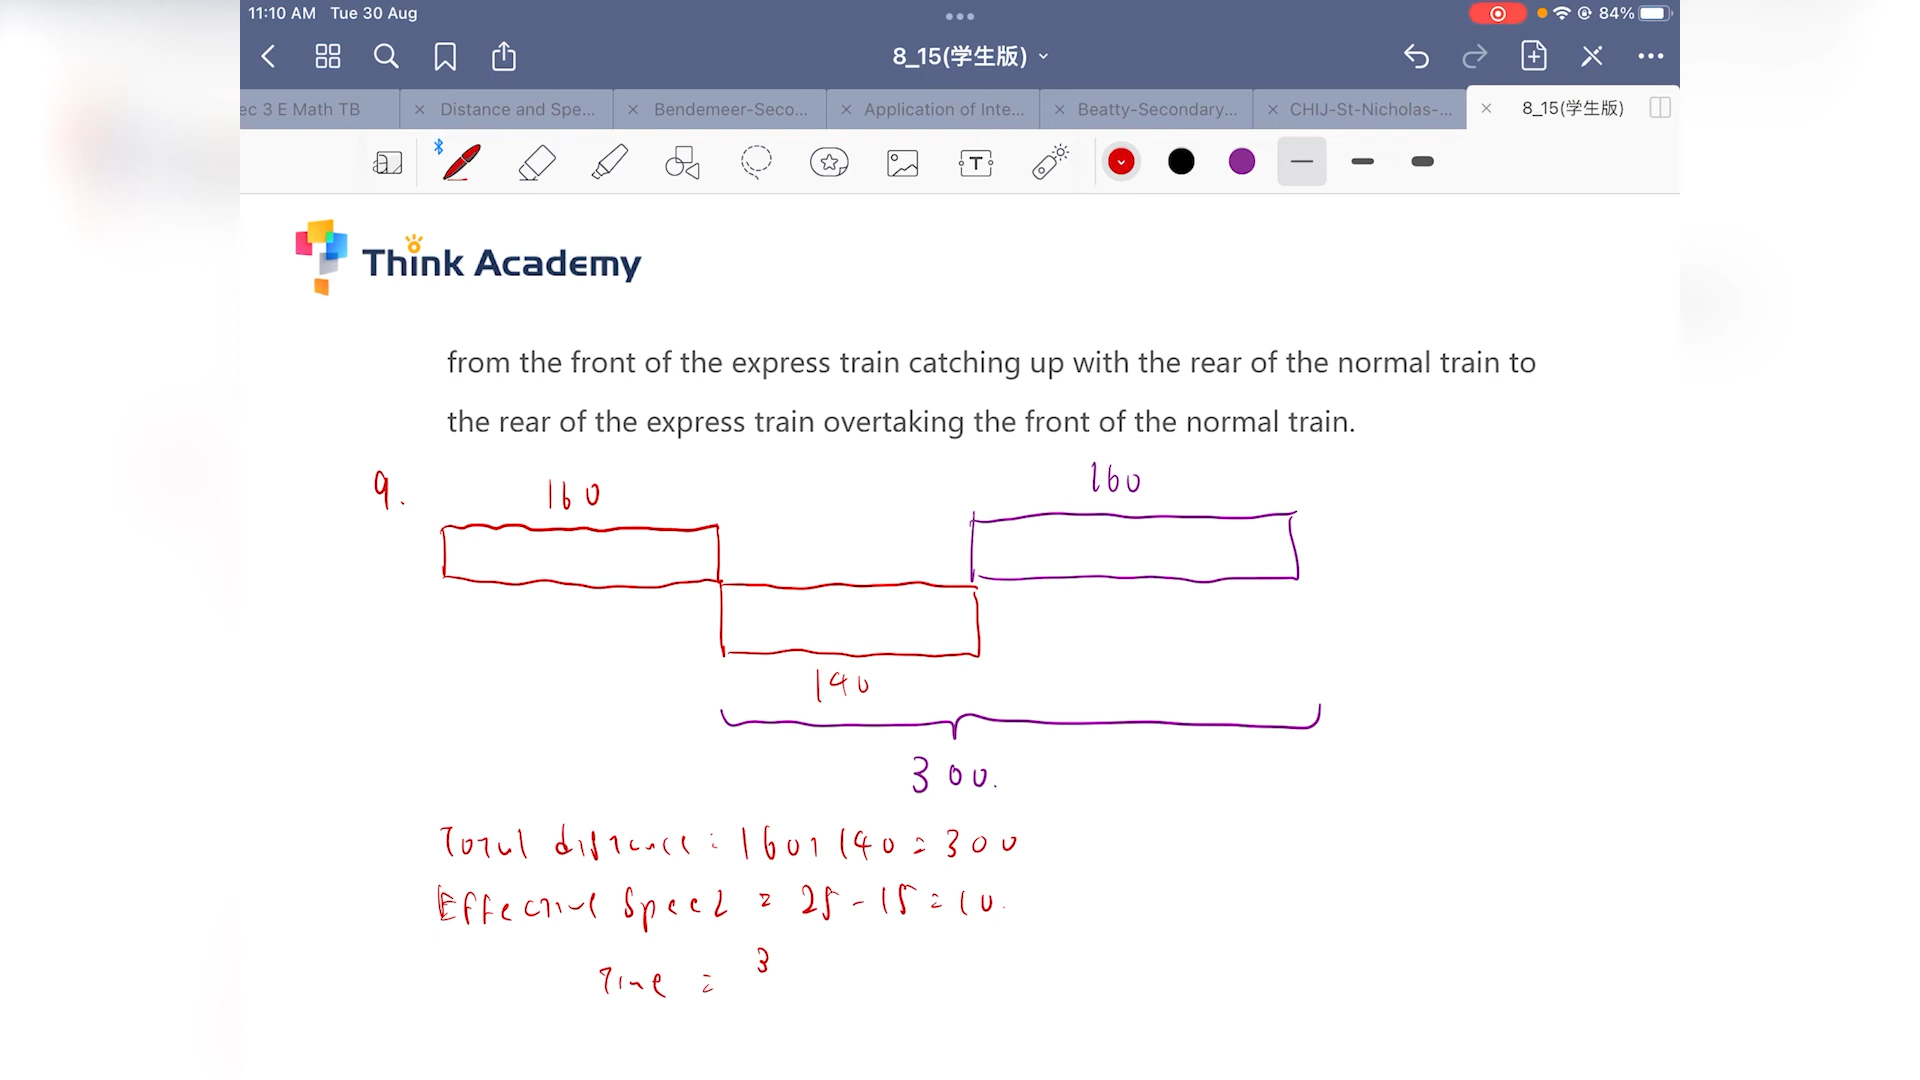 11:10 AM Tue 30 Aug
84%
8_15(学生版)
ec 3 E Math TB
Distance and Spe...
Bendemeer-Seco...
Application of Inte...
Beatty-Secondary...
CHIJ-St-Nicholas-...
8_15(学生版)
Think Academy
from the front of the express train catching up with the rear of the normal train to
the rear of the express train overtaking the front of the normal train.
9.
160
160
140
300.
Total distance = 160+140=300
Effective Speed = 25-15=10.
Time = 3